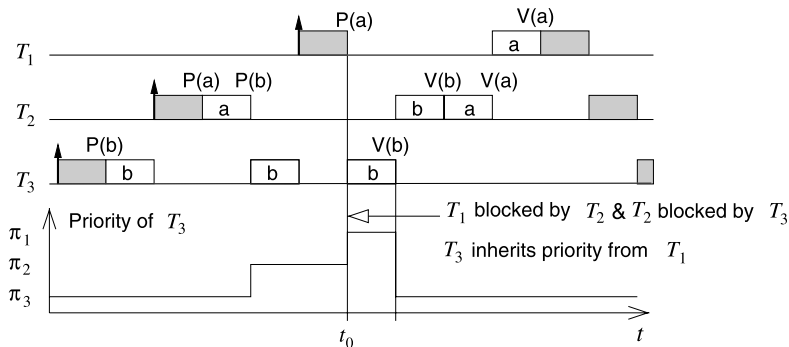 P(a) V(a)
T1 a
P(a) P(b) V(b) V(a)
T2 a b a
P(b) V(b)
T3 b b b
Priority of T3
T1 blocked by T2 & T2 blocked by T3
π1
T3 inherits priority from T1
π2
π3
t0 t